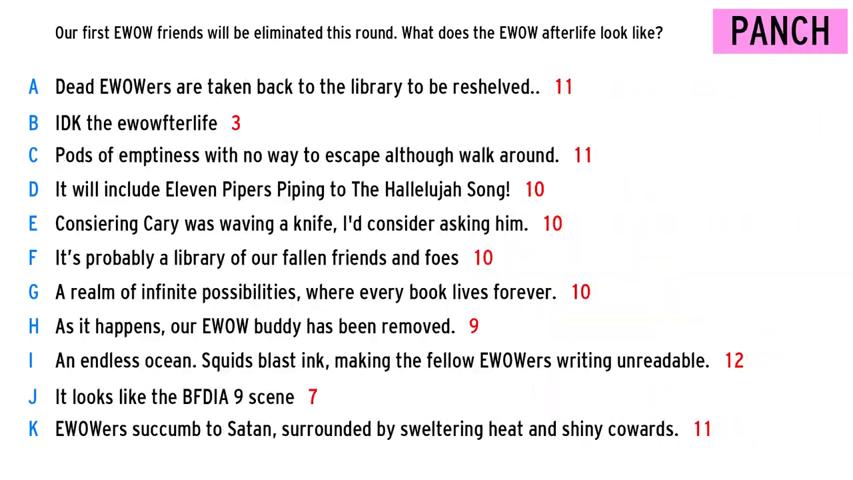 Our first EWOW friends will be eliminated this round. What does the EWOW afterlife look like?
PANCH
A Dead EWOWers are taken back to the library to be reshelved.. 11
B IDK the ewowfterlife 3
C Pods of emptiness with no way to escape although walk around. 11
D It will include Eleven Pipers Piping to The Hallelujah Song! 10
E Consiering Cary was waving a knife, I'd consider asking him. 10
F It’s probably a library of our fallen friends and foes 10
G A realm of infinite possibilities, where every book lives forever. 10
H As it happens, our EWOW buddy has been removed. 9
I An endless ocean. Squids blast ink, making the fellow EWOWers writing unreadable. 12
J It looks like the BFDIA 9 scene 7
K EWOWers succumb to Satan, surrounded by sweltering heat and shiny cowards. 11